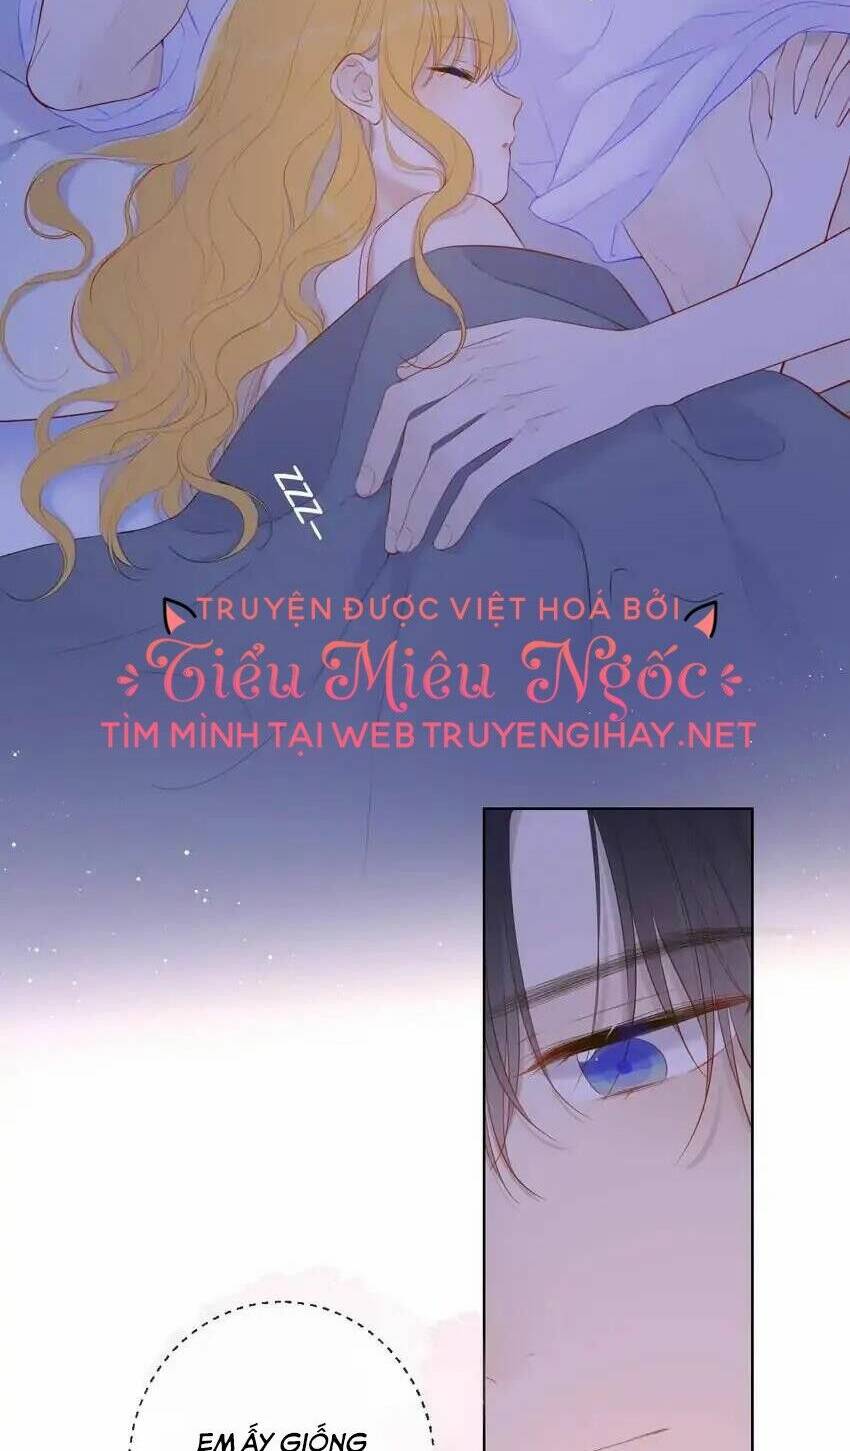 ZZZ~
TRUYỆN ĐƯỢC VIỆT HOÁ BỞI
Tiểu Miêu Ngốc
TÌM MÌNH TẠI WEB TRUYENGIHAY.NET
EM ẤY GIỐNG